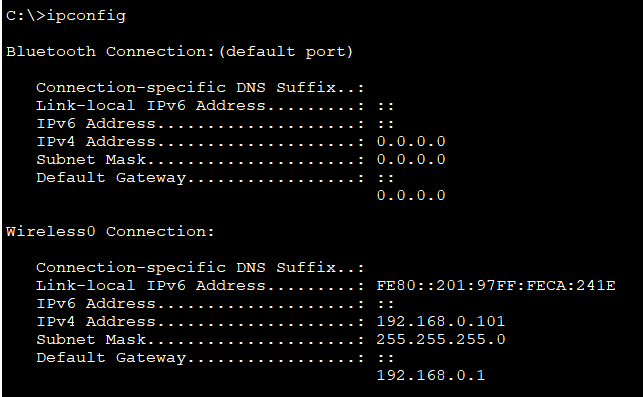 C:\>ipconfig
Bluetooth Connection:(default port)
Connection-specific DNS Suffix..:
Link-local IPv6 Address.........: ::
IPv6 Address....................: ::
IPv4 Address....................: 0.0.0.0
Subnet Mask.....................: 0.0.0.0
Default Gateway.................: ::
0.0.0.0
Wireless0 Connection:
Connection-specific DNS Suffix..:
Link-local IPv6 Address.........: FE80::201:97FF:FECA:241E
IPv6 Address....................: ::
IPv4 Address....................: 192.168.0.101
Subnet Mask.....................: 255.255.255.0
Default Gateway.................: ::
192.168.0.1